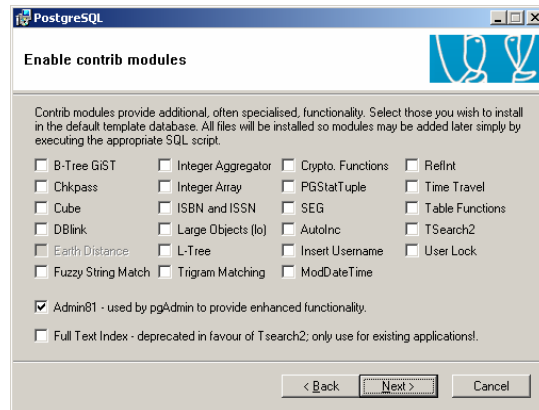 PostgreSQL
Enable contrib modules
Contrib modules provide additional, often specialised, functionality. Select those you wish to install
in the default template database. All files will be installed so modules may be added later simply by
executing the appropriate SQL script.
B-Tree GiST Integer Aggregator Crypto. Functions RefInt
Chkpass Integer Array PGStatTuple Time Travel
Cube ISBN and ISSN SEG Table Functions
DBlink Large Objects (lo) AutoInc TSearch2
Earth Distance L-Tree Insert Username User Lock
Fuzzy String Match Trigram Matching ModDateTime
Admin81 - used by pgAdmin to provide enhanced functionality.
Full Text Index - deprecated in favour of Tsearch2; only use for existing applications!.
< Back Next > Cancel